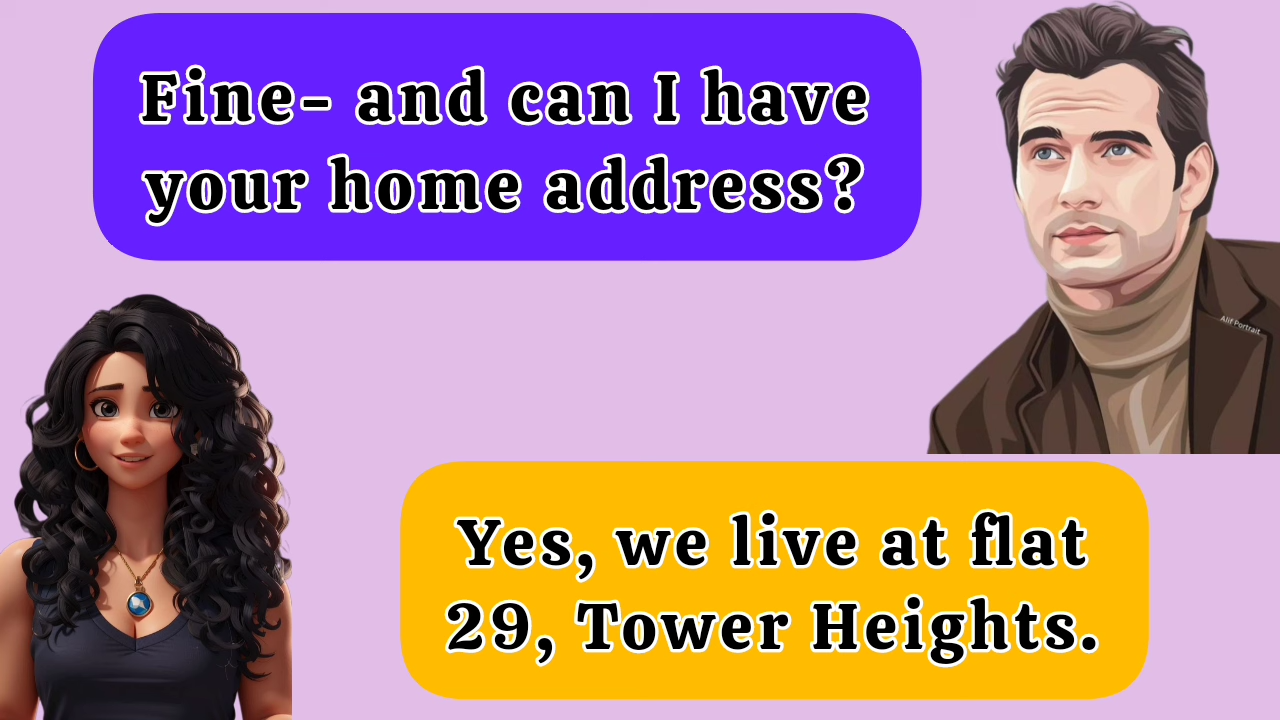 Fine- and can I have
your home address?
Alif Portrait
Yes, we live at flat
29, Tower Heights.